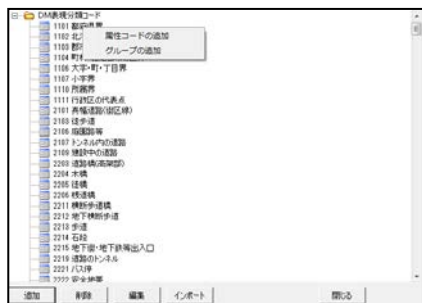 DM表現分類コード
1101 都府県界
1102 北
属性コードの追加
1103 郡
グループの追加
1104 町村
1106 大字・町・丁目界
1107 小字界
1110 所属界
1111 行政区の代表点
2101 真幅道路(街区線)
2103 徒歩道
2106 庭園路等
2107 トンネル内の道路
2109 建設中の道路
2203 道路橋(高架部)
2204 木橋
2205 徒橋
2206 桟道橋
2211 横断歩道橋
2212 地下横断歩道
2213 歩道
2214 石段
2215 地下街・地下鉄等出入口
2219 道路のトンネル
2221 バス停
2222 安全地帯
追加 削除 編集 インポート 閉じる